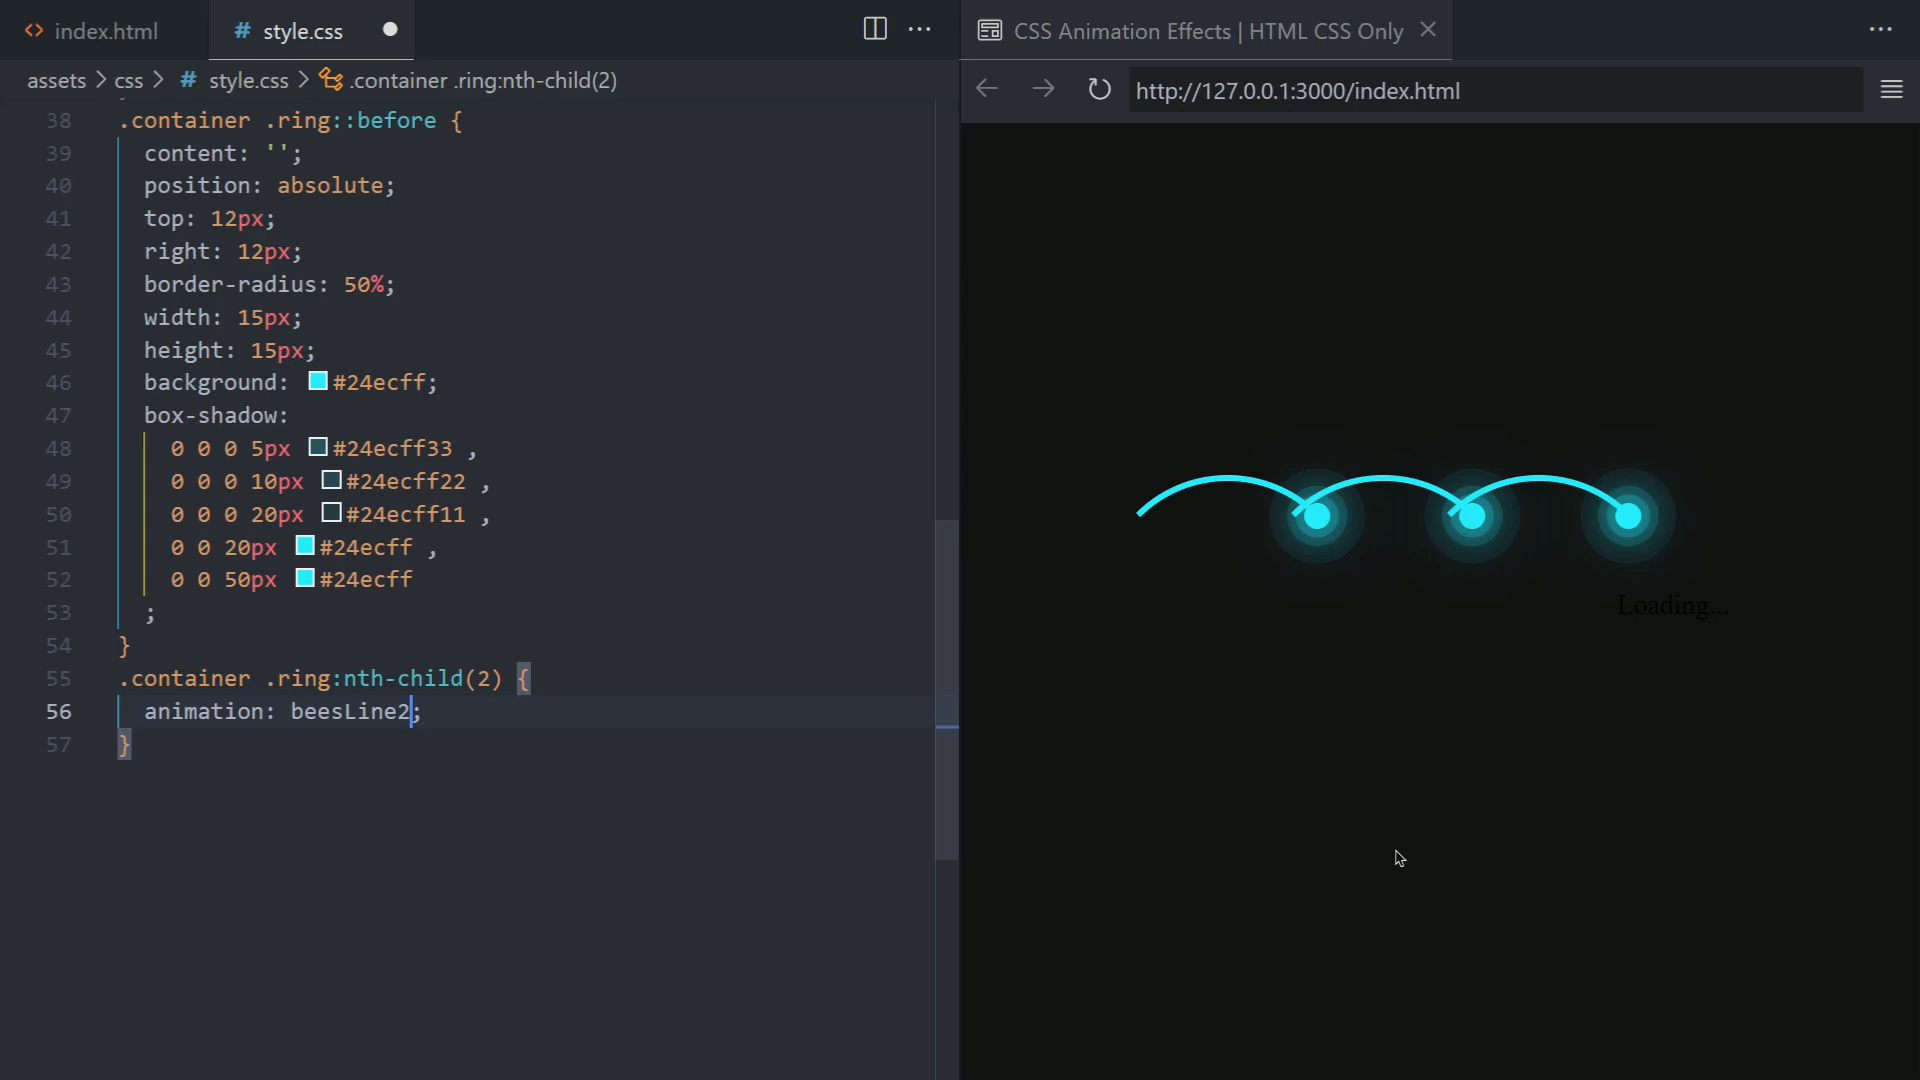 index.html
# style.css
CSS Animation Effects | HTML CSS Only
assets > css > # style.css > .container .ring:nth-child(2)
http://127.0.0.1:3000/index.html
38 .container .ring::before {
39 content: '';
40 position: absolute;
41 top: 12px;
42 right: 12px;
43 border-radius: 50%;
44 width: 15px;
45 height: 15px;
46 background: #24ecff;
47 box-shadow:
48 0 0 0 5px #24ecff33 ,
49 0 0 0 10px #24ecff22 ,
50 0 0 0 20px #24ecff11 ,
51 0 0 20px #24ecff ,
52 0 0 50px #24ecff
53 ;
54 }
55 .container .ring:nth-child(2) {
56 animation: beesLine2;
57 }
Loading...